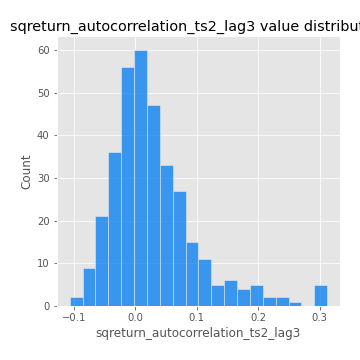 sqreturn_autocorrelation_ts2_lag3 value distribut
60
50
40
30
20
10
0
Count
−0.1 0.0 0.1 0.2 0.3
sqreturn_autocorrelation_ts2_lag3